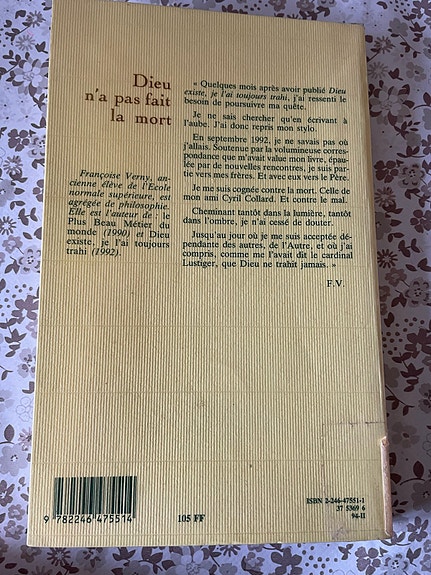 Dieu
n'a pas fait
la mort
Françoise Verny, an-
cienne élève de l'Ecole
normale supérieure, est
agrégée de philosophie.
Elle est l'auteur de : le
Plus Beau Métier du
monde (1990) et Dieu
existe, je l'ai toujours
trahi (1992).
« Quelques mois après avoir publié Dieu
existe, je l'ai toujours trahi, j'ai ressenti le
besoin de poursuivre ma quête.
Je ne sais chercher qu'en écrivant à
l'aube. J'ai donc repris mon stylo.
En septembre 1992, je ne savais pas où
j'allais. Soutenue par la volumineuse corres-
pondance que m'avait value mon livre, épau-
lée par de nouvelles rencontres, je suis par-
tie vers mes frères. Et avec eux vers le Père.
Je me suis cognée contre la mort. Celle de
mon ami Cyril Collard. Et contre le mal.
Cheminant tantôt dans la lumière, tantôt
dans l'ombre, je n'ai cessé de douter.
Jusqu'au jour où je me suis acceptée dé-
pendante des autres, de l'Autre, et où j'ai
compris, comme me l'avait dit le cardinal
Lustiger, que Dieu ne trahit jamais. »
F.V.
ISBN 2-246-47551-1
37 5369 6
94-II
9 782246 475514
105 FF